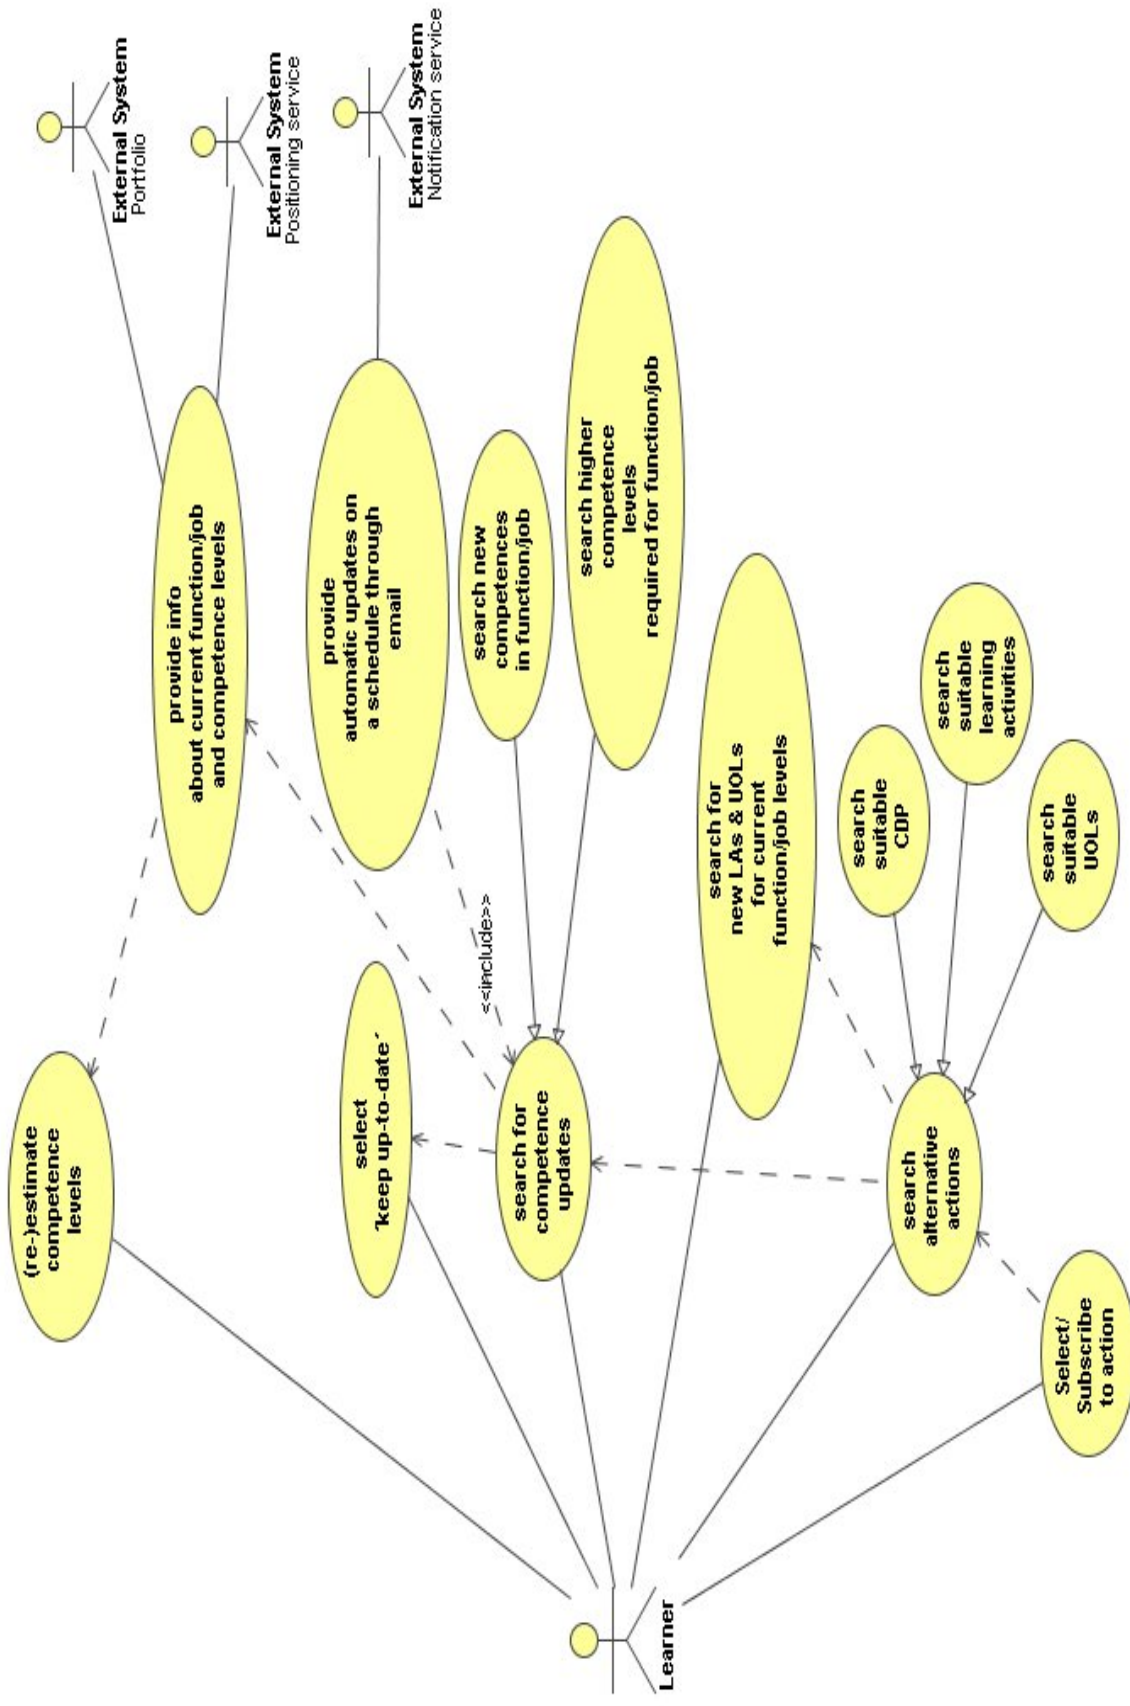 (re-)estimate
competence
levels
provide info
about current function/job
and competence levels
External System
Portfolio
External System
Positioning service
select
´keep up-to-date´
provide
automatic updates on
a schedule through
email
External System
Notification service
<<include>>
search for
competence
updates
search new
competences
in function/job
search higher
competence
levels
required for function/job
Learner
search for
new LAs & UOLs
for current
function/job levels
search
alternative
actions
search
suitable
CDP
search
suitable
learning
activities
search
suitable
UOLs
Select/
Subscribe
to action